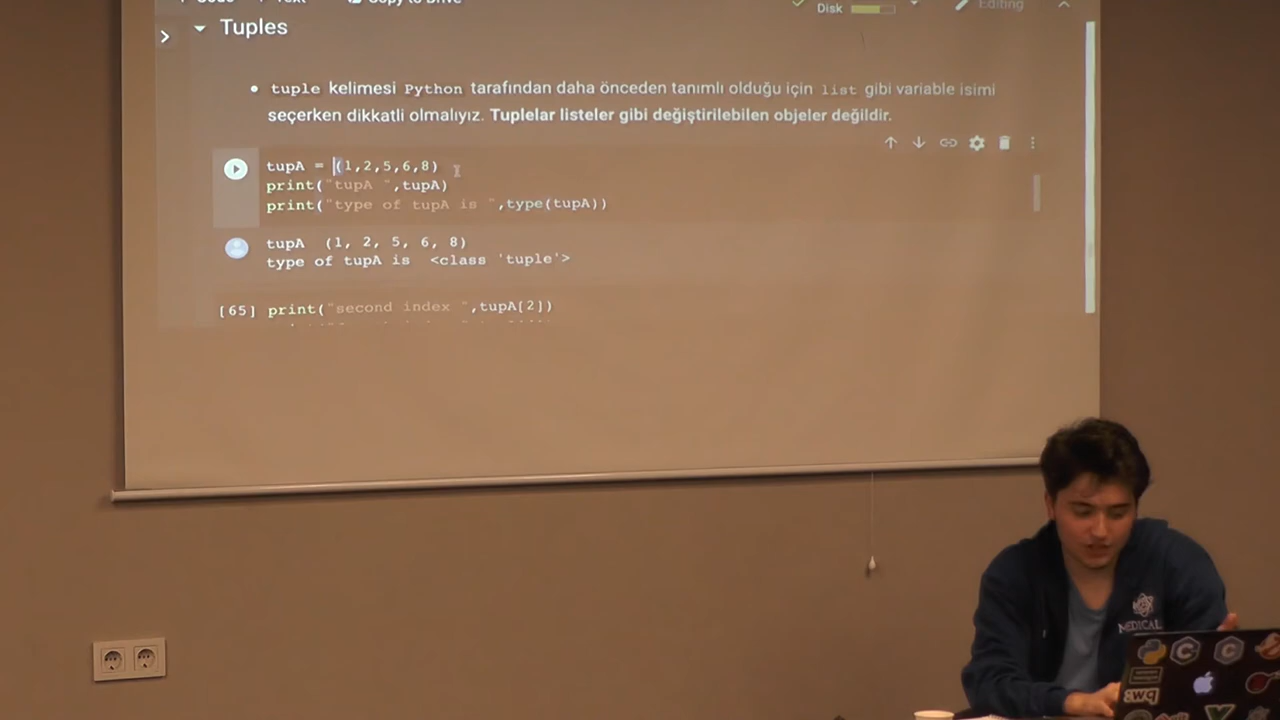 Disk
Editing
Tuples
tuple kelimesi Python tarafından daha önceden tanımlı olduğu için list gibi variable isimi
seçerken dikkatli olmalıyız. Tuplelar listeler gibi değiştirilebilen objeler değildir.
tupA = (1,2,5,6,8)
print("tupA ",tupA)
print("type of tupA is ",type(tupA))
tupA  (1, 2, 5, 6, 8)
type of tupA is  <class 'tuple'>
[65] print("second index ",tupA[2])
MEDICAL
C
C
:wq